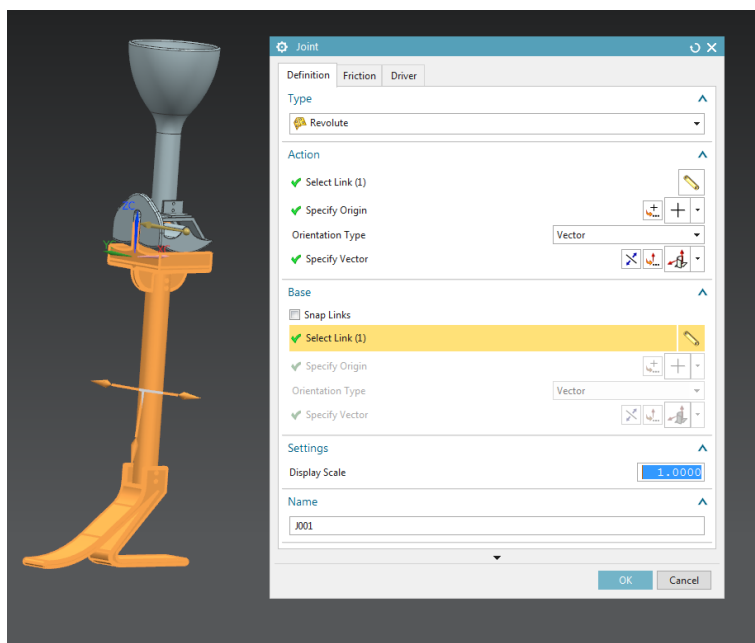 Joint
Definition Friction Driver
Type
Revolute
Action
Select Link (1)
Specify Origin
Orientation Type Vector
Specify Vector
Base
Snap Links
Select Link (1)
Specify Origin
Orientation Type Vector
Specify Vector
Settings
Display Scale 1.0000
Name
J001
OK Cancel
ZC